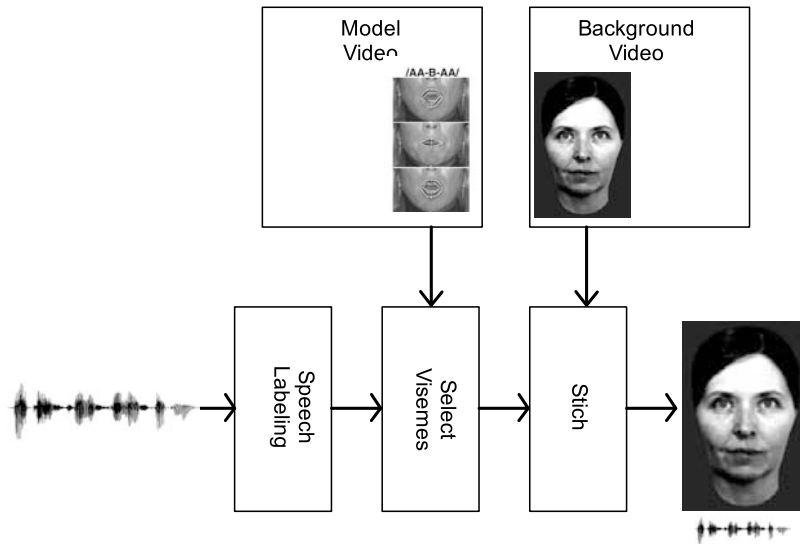 Model
Video
/AA-B-AA/
Background
Video
Speech
Labeling
Select
Visemes
Stich